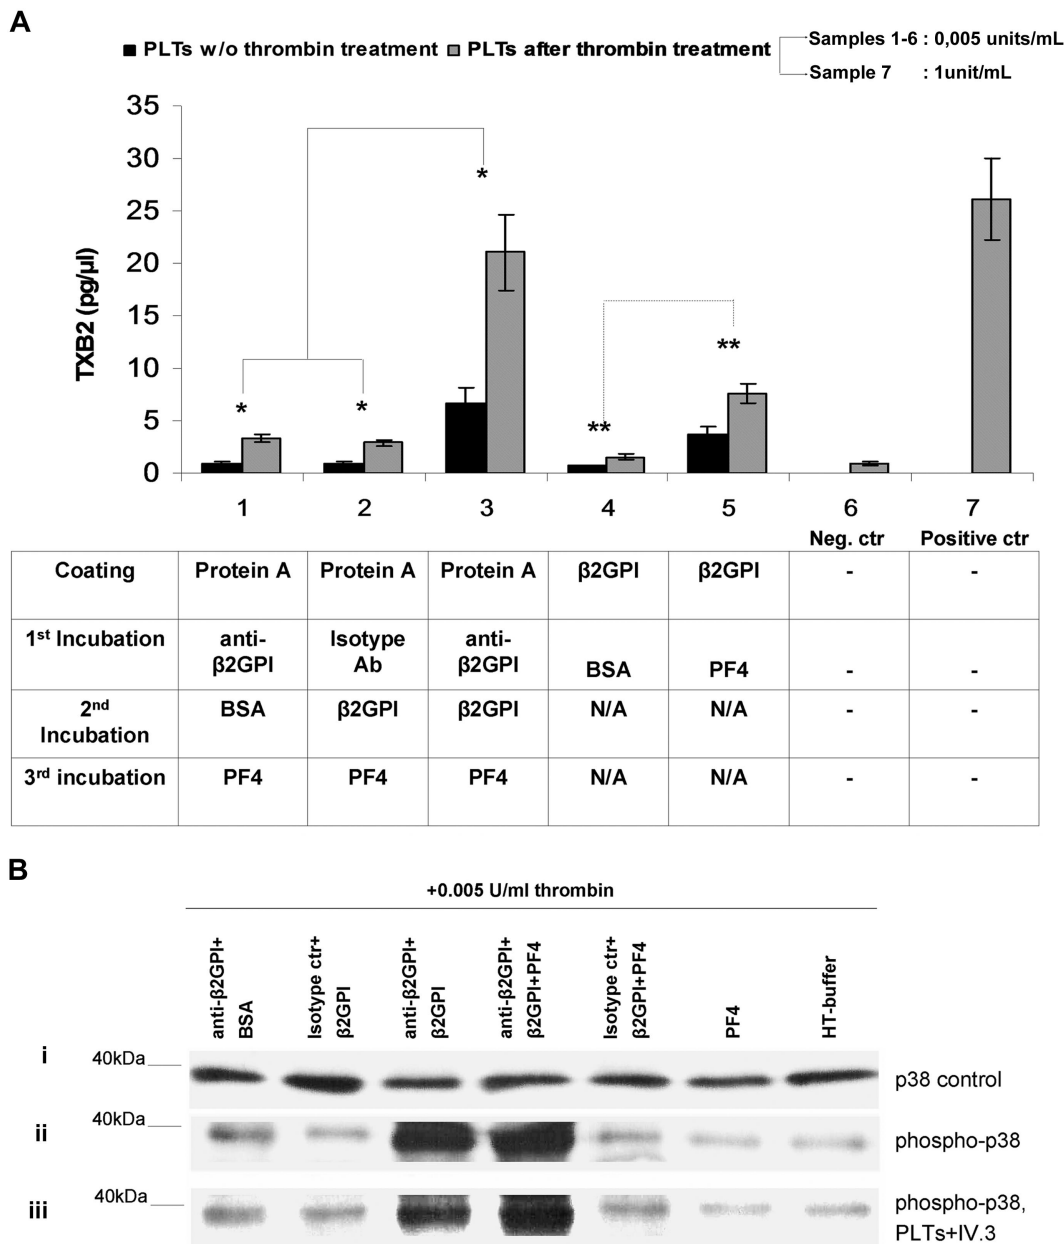 A
PLTs w/o thrombin treatment PLTs after thrombin treatment
Samples 1-6 : 0,005 units/mL
Sample 7 : 1unit/mL
TXB2 (pg/µl)
35
30
25
20
15
10
5
0
*
*
*
**
**
1 2 3 4 5 6 7
Neg. ctr Positive ctr
Coating Protein A Protein A Protein A β2GPI β2GPI - -
1st Incubation anti-β2GPI Isotype Ab anti-β2GPI BSA PF4 - -
2nd Incubation BSA β2GPI β2GPI N/A N/A - -
3rd incubation PF4 PF4 PF4 N/A N/A - -
B
+0.005 U/ml thrombin
anti-β2GPI+
BSA
Isotype ctr+
β2GPI
anti-β2GPI+
β2GPI
anti-β2GPI+
β2GPI+PF4
Isotype ctr+
β2GPI+PF4
PF4
HT-buffer
i 40kDa p38 control
ii 40kDa phospho-p38
iii 40kDa phospho-p38,
PLTs+IV.3